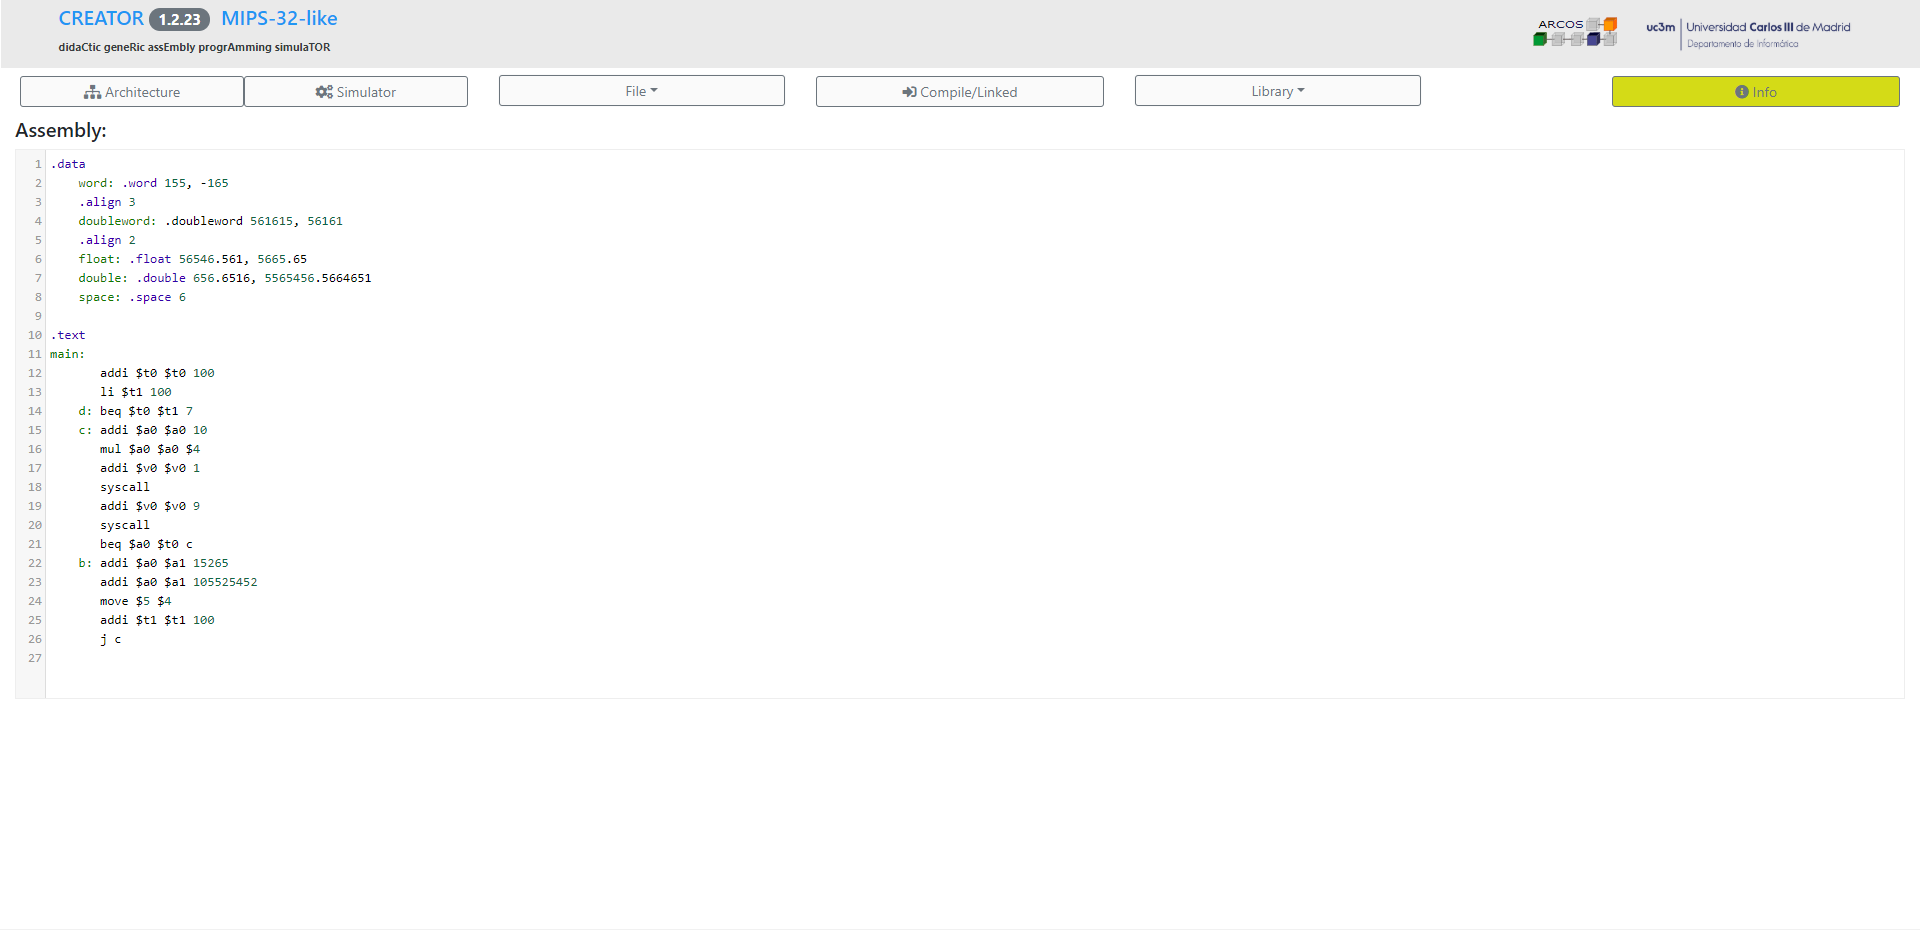 CREATOR 1.2.23 MIPS-32-like
didaCtic geneRic assEmbly progrAmming simulaTOR
ARCOS
uc3m Universidad Carlos III de Madrid
Departamento de Informática
Architecture Simulator File Compile/Linked Library Info
Assembly:
1 .data
2 word: .word 155, -165
3 .align 3
4 doubleword: .doubleword 561615, 56161
5 .align 2
6 float: .float 56546.561, 5665.65
7 double: .double 656.6516, 5565456.5664651
8 space: .space 6
9
10 .text
11 main:
12 addi $t0 $t0 100
13 li $t1 100
14 d: beq $t0 $t1 7
15 c: addi $a0 $a0 10
16 mul $a0 $a0 $4
17 addi $v0 $v0 1
18 syscall
19 addi $v0 $v0 9
20 syscall
21 beq $a0 $t0 c
22 b: addi $a0 $a1 15265
23 addi $a0 $a1 105525452
24 move $5 $4
25 addi $t1 $t1 100
26 j c
27